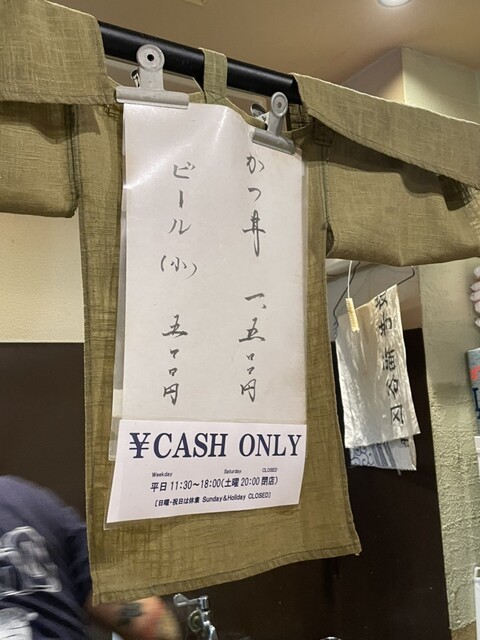 かつ丼 一、五〇〇円
ビール(小) 五〇〇円
¥CASH ONLY
Weekday Saturday CLOSED
平日 11:30～18:00(土曜 20:00 閉店)
[日曜・祝日は休業 Sunday&Holiday CLOSED]